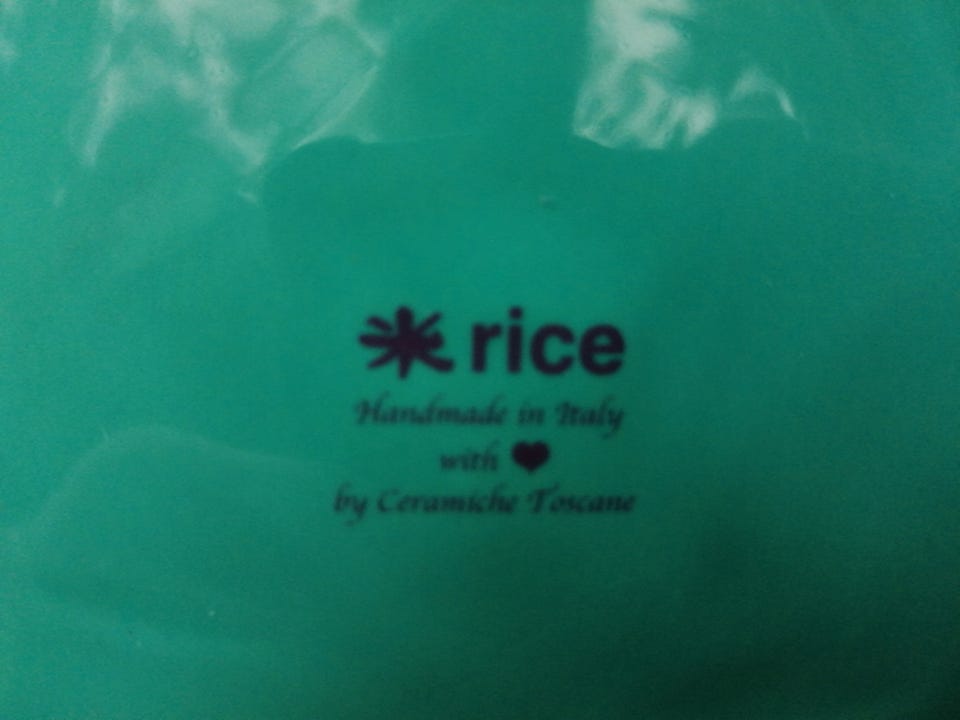 rice
Handmade in Italy
with ♥
by Ceramiche Toscane